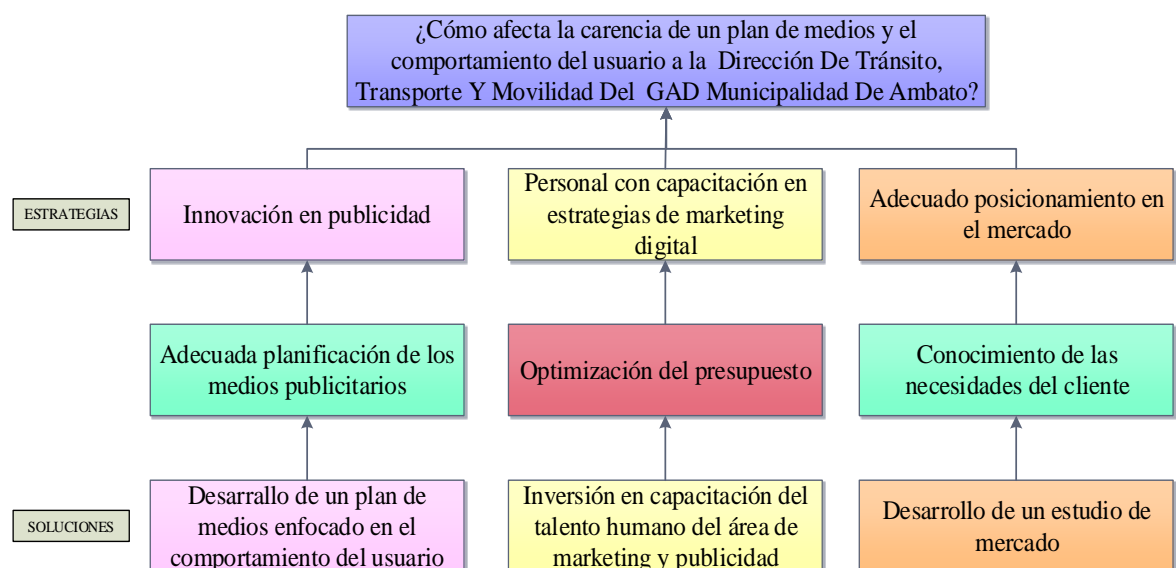 ¿Cómo afecta la carencia de un plan de medios y el
comportamiento del usuario a la Dirección De Tránsito,
Transporte Y Movilidad Del GAD Municipalidad De Ambato?
ESTRATEGIAS
Innovación en publicidad
Personal con capacitación en
estrategias de marketing
digital
Adecuado posicionamiento en
el mercado
Adecuada planificación de los
medios publicitarios
Optimización del presupuesto
Conocimiento de las
necesidades del cliente
SOLUCIONES
Desarrallo de un plan de
medios enfocado en el
comportamiento del usuario
Inversión en capacitación del
talento humano del área de
marketing y publicidad
Desarrollo de un estudio de
mercado